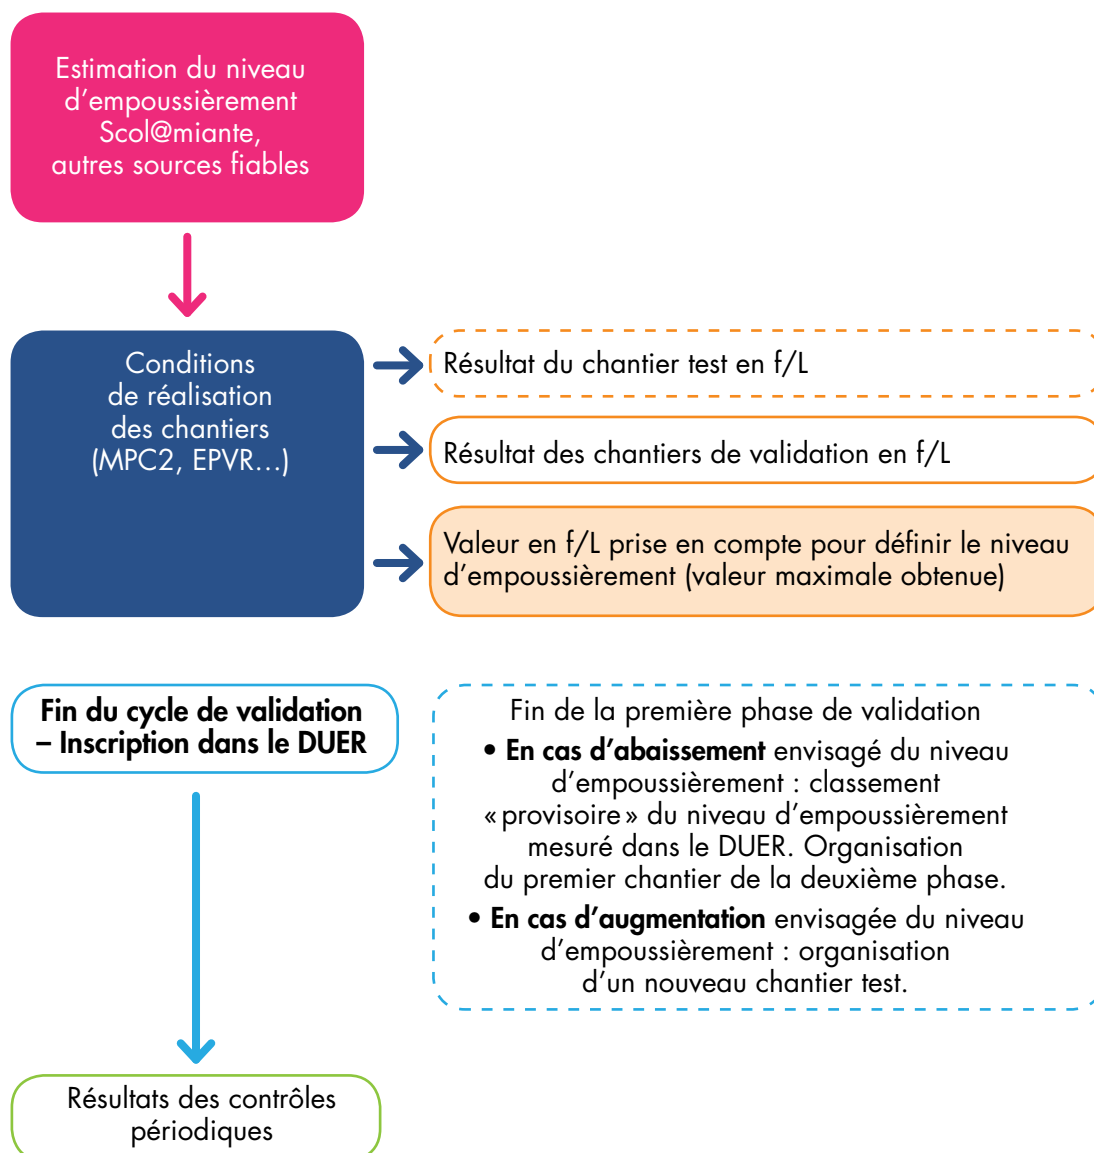 Estimation du niveau
d’empoussièrement
Scol@miante,
autres sources fiables
Conditions
de réalisation
des chantiers
(MPC2, EPVR…)
Résultat du chantier test en f/L
Résultat des chantiers de validation en f/L
Valeur en f/L prise en compte pour définir le niveau
d’empoussièrement (valeur maximale obtenue)
Fin du cycle de validation
– Inscription dans le DUER
Fin de la première phase de validation
• En cas d’abaissement envisagé du niveau
d’empoussièrement : classement
« provisoire » du niveau d’empoussièrement
mesuré dans le DUER. Organisation
du premier chantier de la deuxième phase.
• En cas d’augmentation envisagée du niveau
d’empoussièrement : organisation
d’un nouveau chantier test.
Résultats des contrôles
périodiques